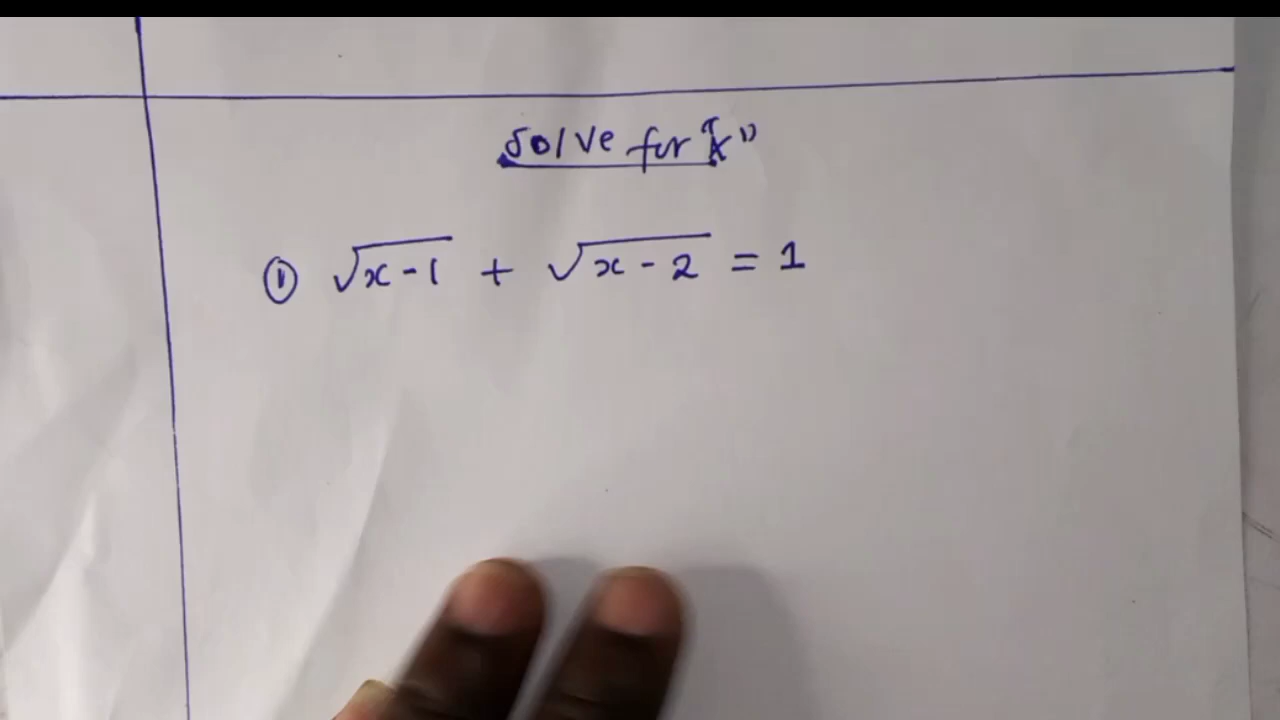 Solve for "x"
① √x-1 + √x-2 = 1